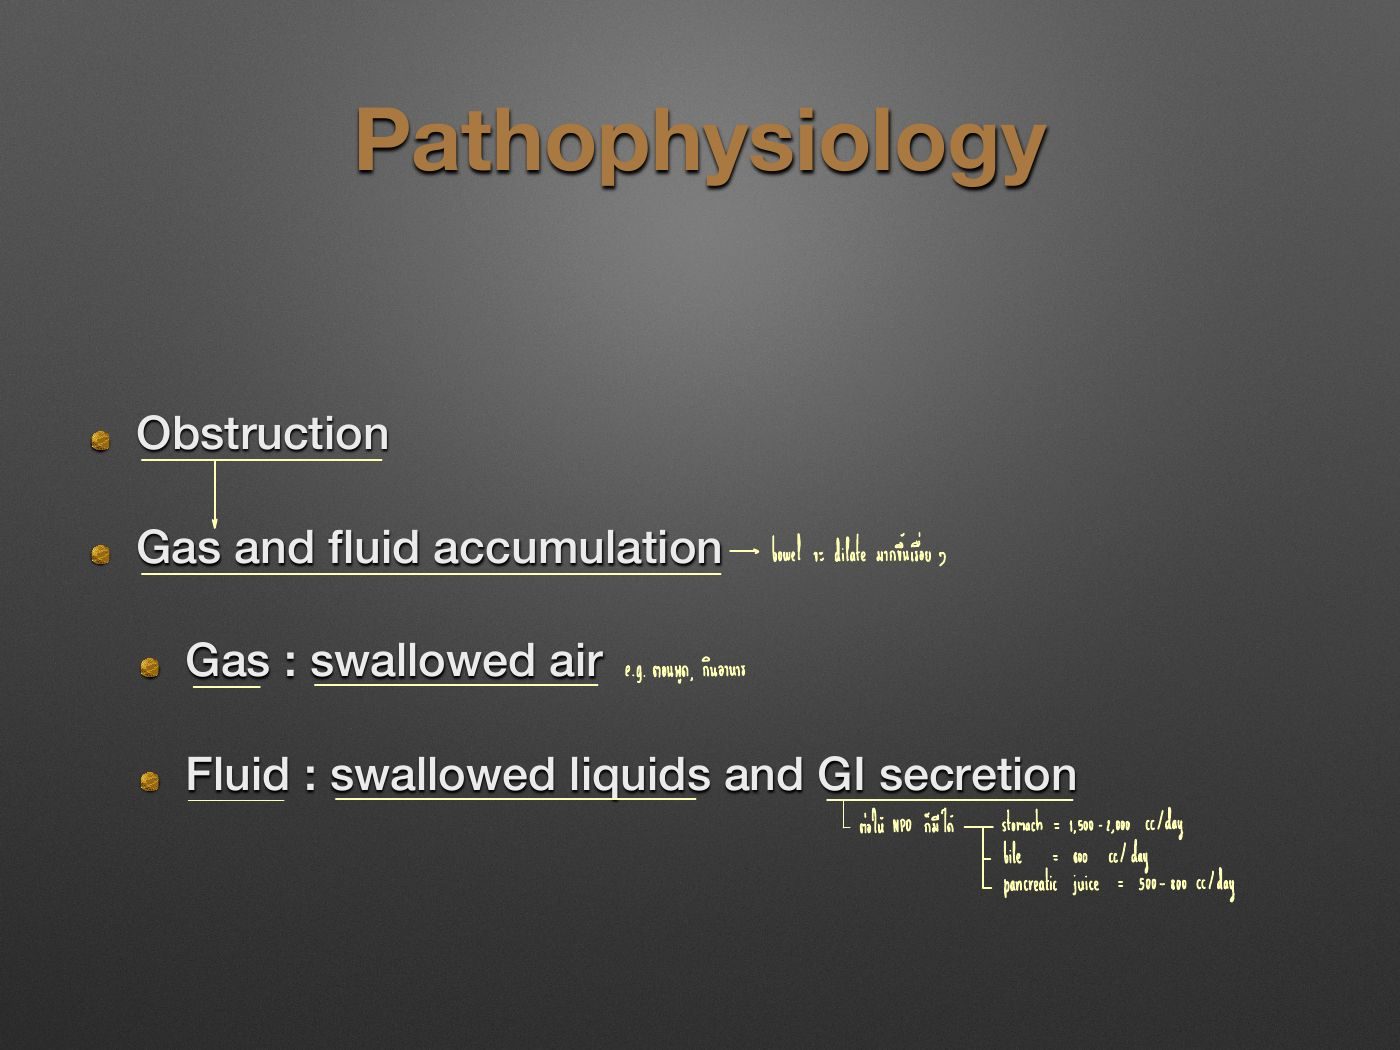 Pathophysiology
Obstruction
Gas and fluid accumulation → bowel จะ dilate มากขึ้นเรื่อย ๆ
Gas : swallowed air e.g. ตอนพูด, กินอาหาร
Fluid : swallowed liquids and GI secretion
ต่อให้ NPO ก็มีได้ stomach = 1,500-2,000 cc/day
bile = 600 cc/day
pancreatic juice = 500-800 cc/day